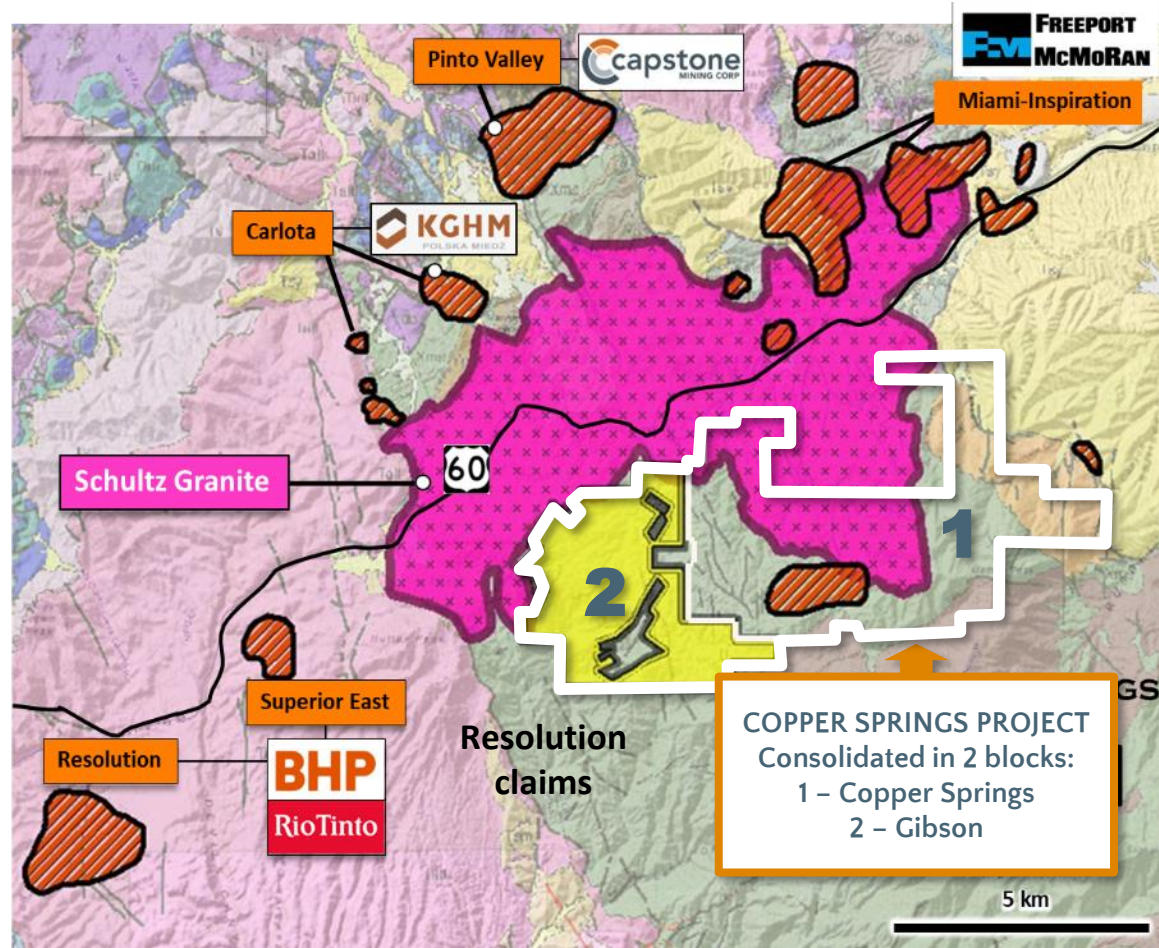 FREEPORT
McMoRAN
FM
Pinto Valley
capstone
MINING CORP
Miami-Inspiration
Carlota
KGHM
POLSKA MIEDŹ
Schultz Granite
60
1
2
Superior East
Resolution
BHP
RioTinto
Resolution
claims
GS
COPPER SPRINGS PROJECT
Consolidated in 2 blocks:
1 – Copper Springs
2 – Gibson
5 km